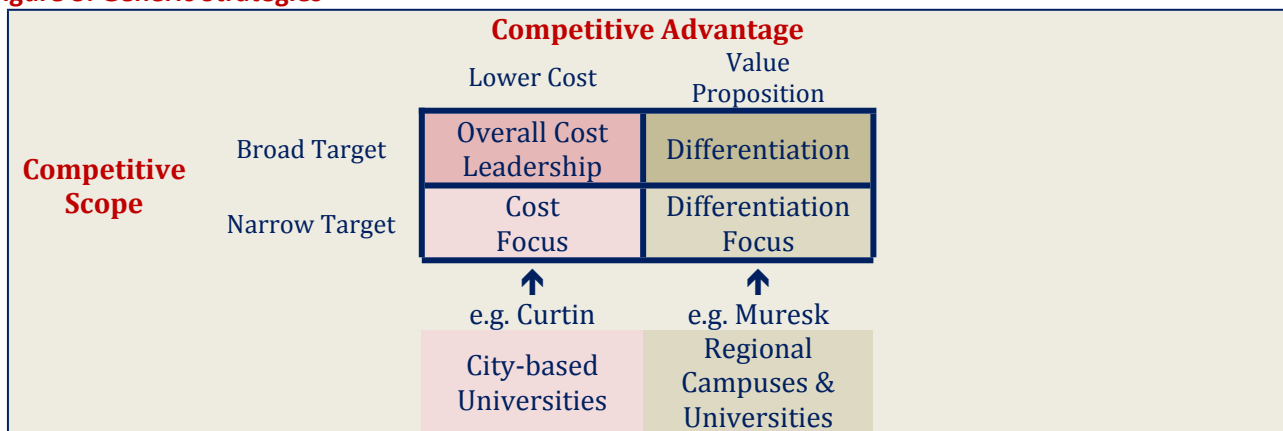 Competitive Advantage
Lower Cost
Value
Proposition
Competitive
Scope
Broad Target
Overall Cost
Leadership
Differentiation
Narrow Target
Cost
Focus
Differentiation
Focus
e.g. Curtin
e.g. Muresk
City-based
Universities
Regional
Campuses &
Universities